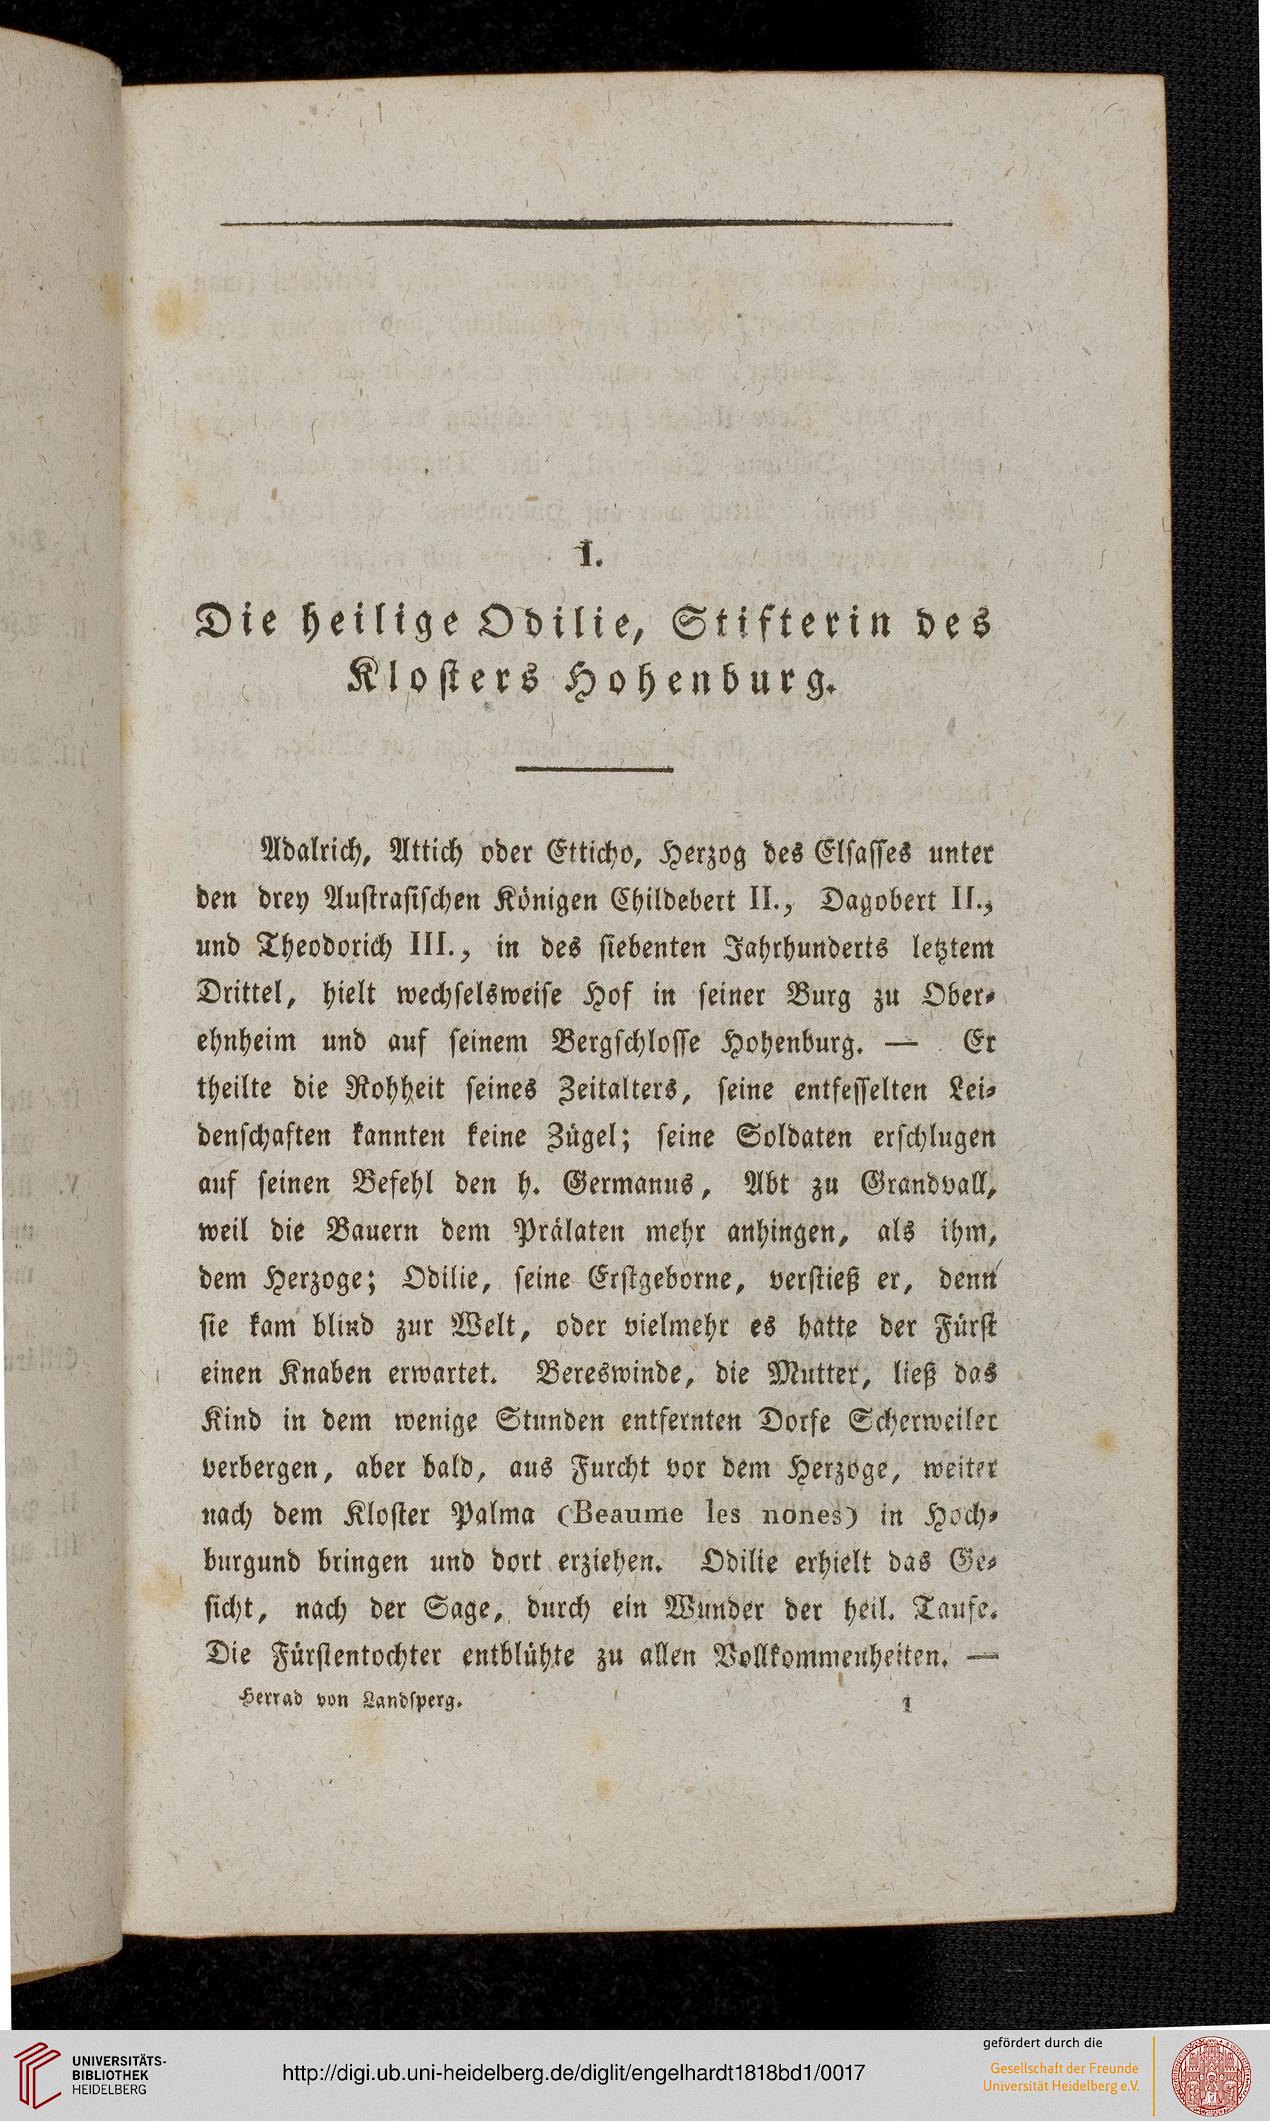 I.
Die heilige Odilie, Stifterin des
Klosters Hohenburg.
Adalrich, Attich oder Etticho, Herzog des Elsasses unter
den drey Austrasischen Königen Childebert II., Dagobert II.,
und Theodorich III., in des siebenten Jahrhunderts letztem
Drittel, hielt wechselsweise Hof in seiner Burg zu Ober-
ehnheim und auf seinem Bergschlosse Hohenburg. — Er
theilte die Rohheit seines Zeitalters, seine entfesselten Lei-
denschaften kannten keine Zügel; seine Soldaten erschlugen
auf seinen Befehl den h. Germanus, Abt zu Grandvall,
weil die Bauern dem Prälaten mehr anhingen, als ihm,
dem Herzoge; Odilie, seine Erstgeborne, verstieß er, denn
sie kam blind zur Welt, oder vielmehr es hatte der Fürst
einen Knaben erwartet. Bereswinde, die Mutter, ließ das
Kind in dem wenige Stunden entfernten Dorfe Scherweiler
verbergen, aber bald, aus Furcht vor dem Herzoge, weiter
nach dem Kloster Palma (Beaume les nones) in Hoch-
burgund bringen und dort erziehen. Odilie erhielt das Ge-
sicht, nach der Sage, durch ein Wunder der heil. Taufe.
Die Fürstentochter entblühte zu allen Vollkommenheiten. —
Herrad von Landsperg. 1
UNIVERSITÄTS-
BIBLIOTHEK
HEIDELBERG
http://digi.ub.uni-heidelberg.de/diglit/engelhardt1818bd1/0017
gefördert durch die
Gesellschaft der Freunde
Universität Heidelberg e.V.